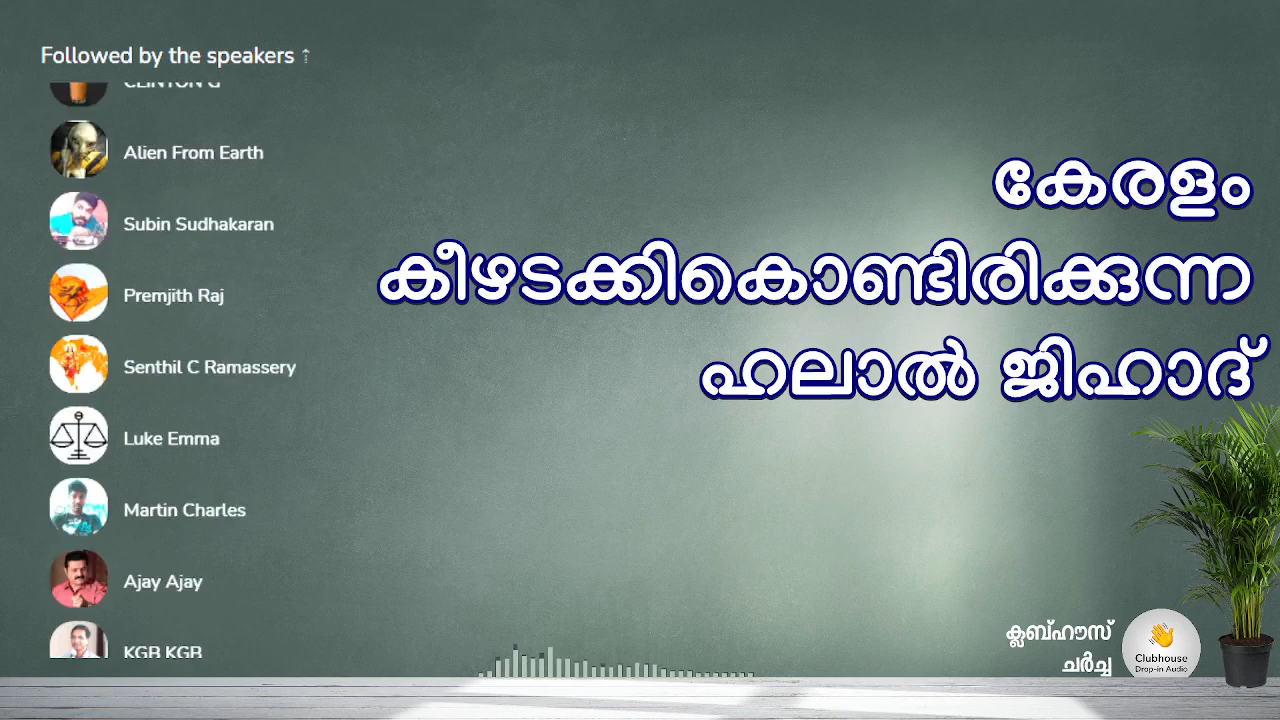 Followed by the speakers ⇡
CLINTON G
Alien From Earth
Subin Sudhakaran
Premjith Raj
Senthil C Ramassery
Luke Emma
Martin Charles
Ajay Ajay
KGB KGB
കേരളം
കീഴടക്കികൊണ്ടിരിക്കുന്ന
ഹലാൽ ജിഹാദ്
ക്ലബ്ഹൗസ്
ചർച്ച
Clubhouse
Drop-in Audio